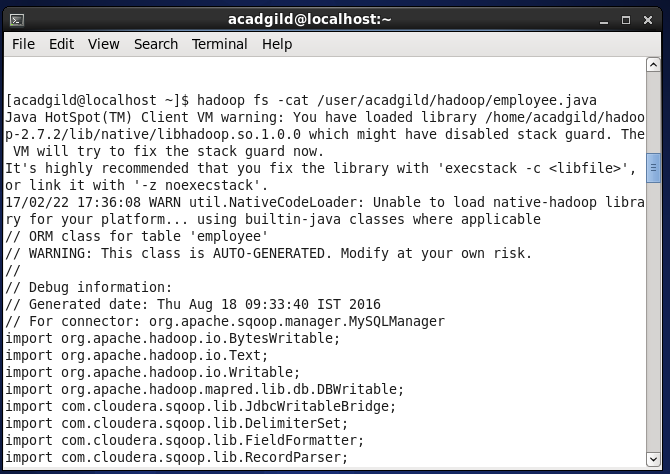 acadgild@localhost:~
File Edit View Search Terminal Help
[acadgild@localhost ~]$ hadoop fs -cat /user/acadgild/hadoop/employee.java
Java HotSpot(TM) Client VM warning: You have loaded library /home/acadgild/hadoo
p-2.7.2/lib/native/libhadoop.so.1.0.0 which might have disabled stack guard. The
 VM will try to fix the stack guard now.
It's highly recommended that you fix the library with 'execstack -c <libfile>',
or link it with '-z noexecstack'.
17/02/22 17:36:08 WARN util.NativeCodeLoader: Unable to load native-hadoop libra
ry for your platform... using builtin-java classes where applicable
// ORM class for table 'employee'
// WARNING: This class is AUTO-GENERATED. Modify at your own risk.
//
// Debug information:
// Generated date: Thu Aug 18 09:33:40 IST 2016
// For connector: org.apache.sqoop.manager.MySQLManager
import org.apache.hadoop.io.BytesWritable;
import org.apache.hadoop.io.Text;
import org.apache.hadoop.io.Writable;
import org.apache.hadoop.mapred.lib.db.DBWritable;
import com.cloudera.sqoop.lib.JdbcWritableBridge;
import com.cloudera.sqoop.lib.DelimiterSet;
import com.cloudera.sqoop.lib.FieldFormatter;
import com.cloudera.sqoop.lib.RecordParser;